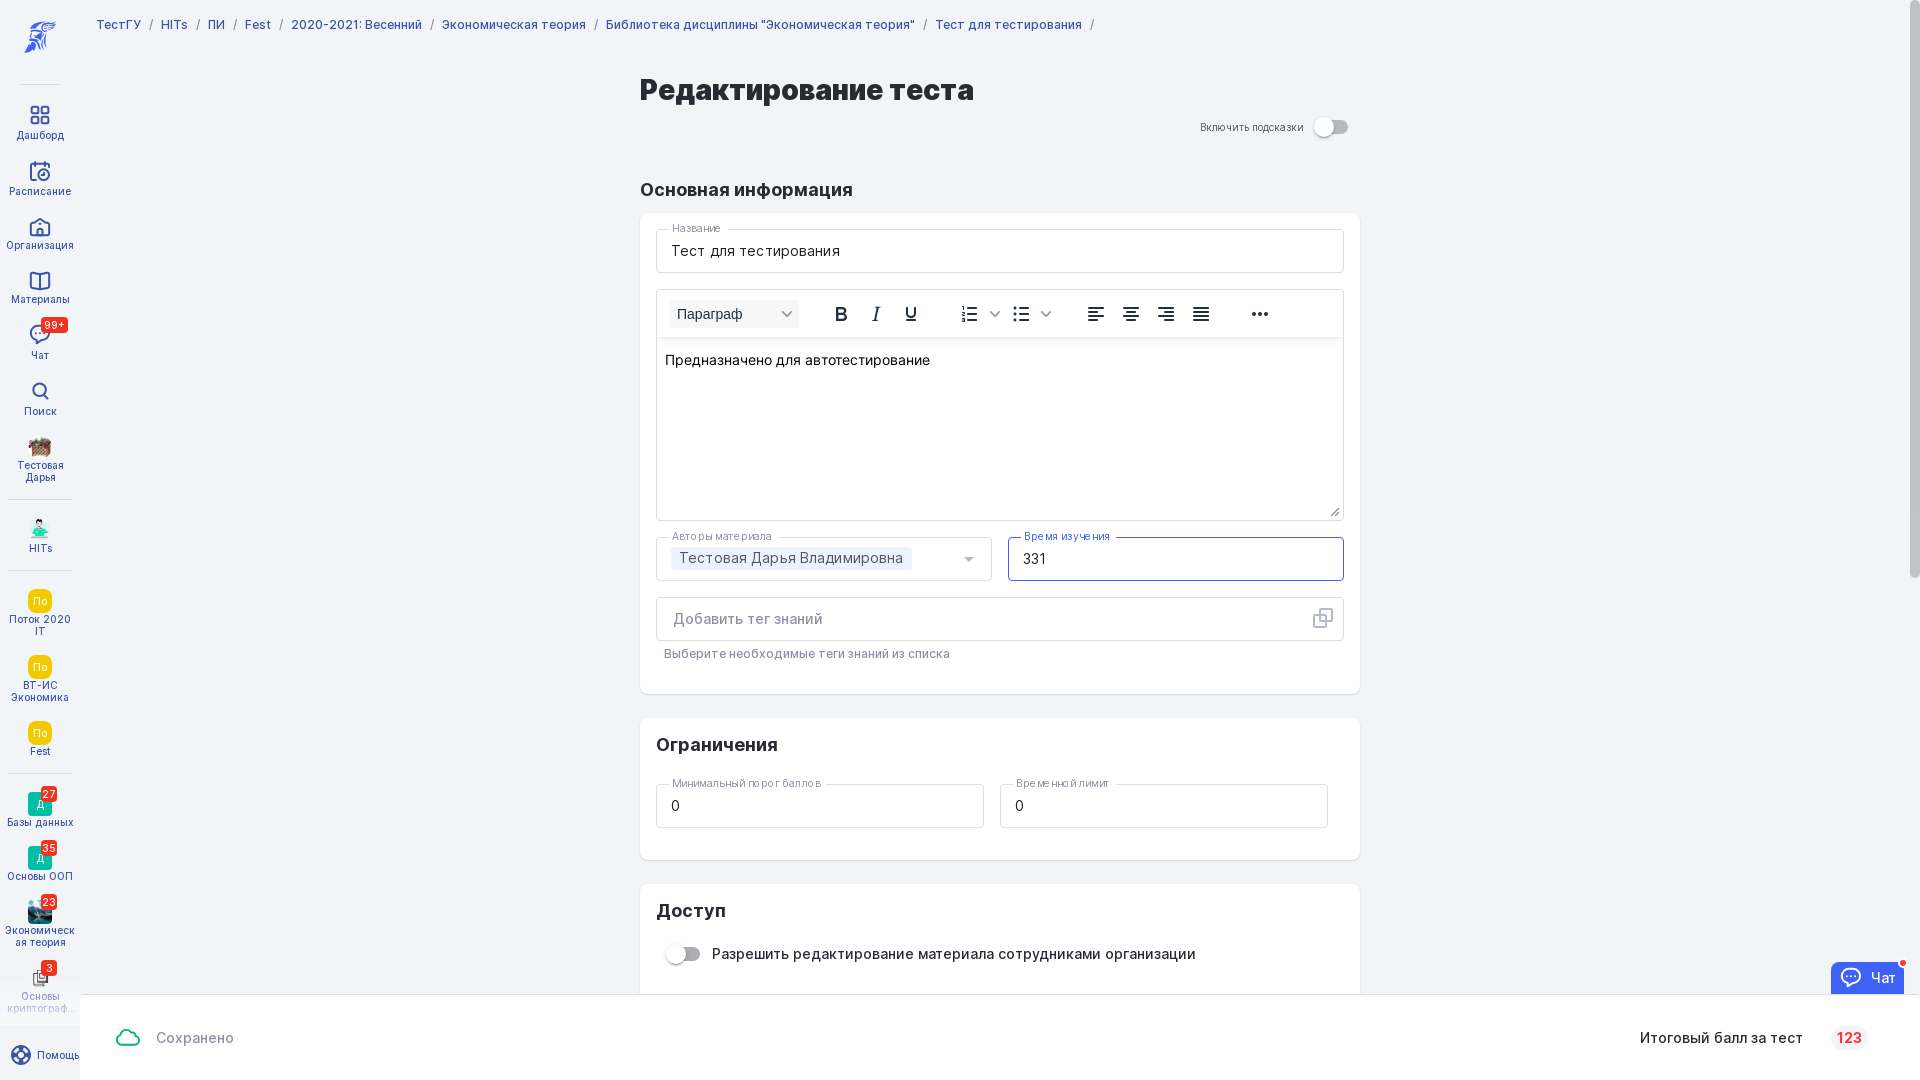 ТестГУ / HITs / ПИ / Fest / 2020-2021: Весенний / Экономическая теория / Библиотека дисциплины "Экономическая теория" / Тест для тестирования /
Дашборд
Расписание
Организация
Материалы
99+
Чат
Поиск
Тестовая
Дарья
HITs
По
Поток 2020
IT
По
ВТ-ИС
Экономика
По
Fest
27
Д
Базы данных
35
Д
Основы ООП
23
Экономическ
ая теория
3
Основы
криптограф...
Помощь
Редактирование теста
Включить подсказки
Основная информация
Название
Тест для тестирования
Параграф
Предназначено для автотестирование
Авторы материала
Тестовая Дарья Владимировна
Время изучения
331
Добавить тег знаний
Выберите необходимые теги знаний из списка
Ограничения
Минимальный порог баллов
0
Временной лимит
0
Доступ
Разрешить редактирование материала сотрудниками организации
Чат
Сохранено
Итоговый балл за тест 123